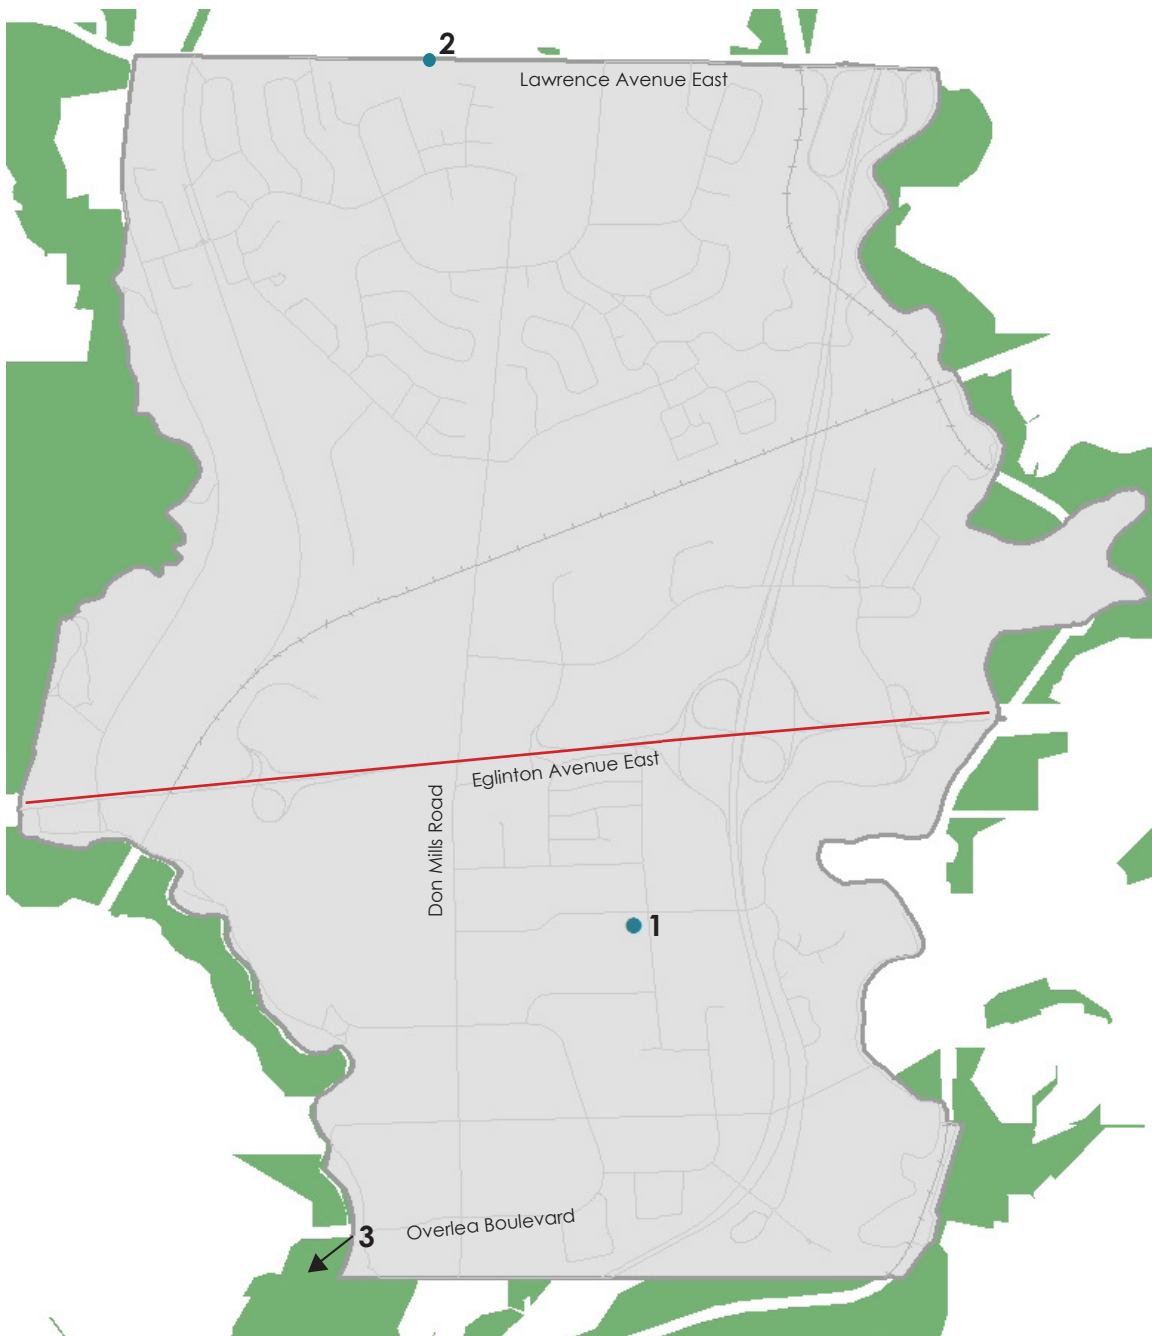 2
Lawrence Avenue East
Eglinton Avenue East
Don Mills Road
1
Overlea Boulevard
3